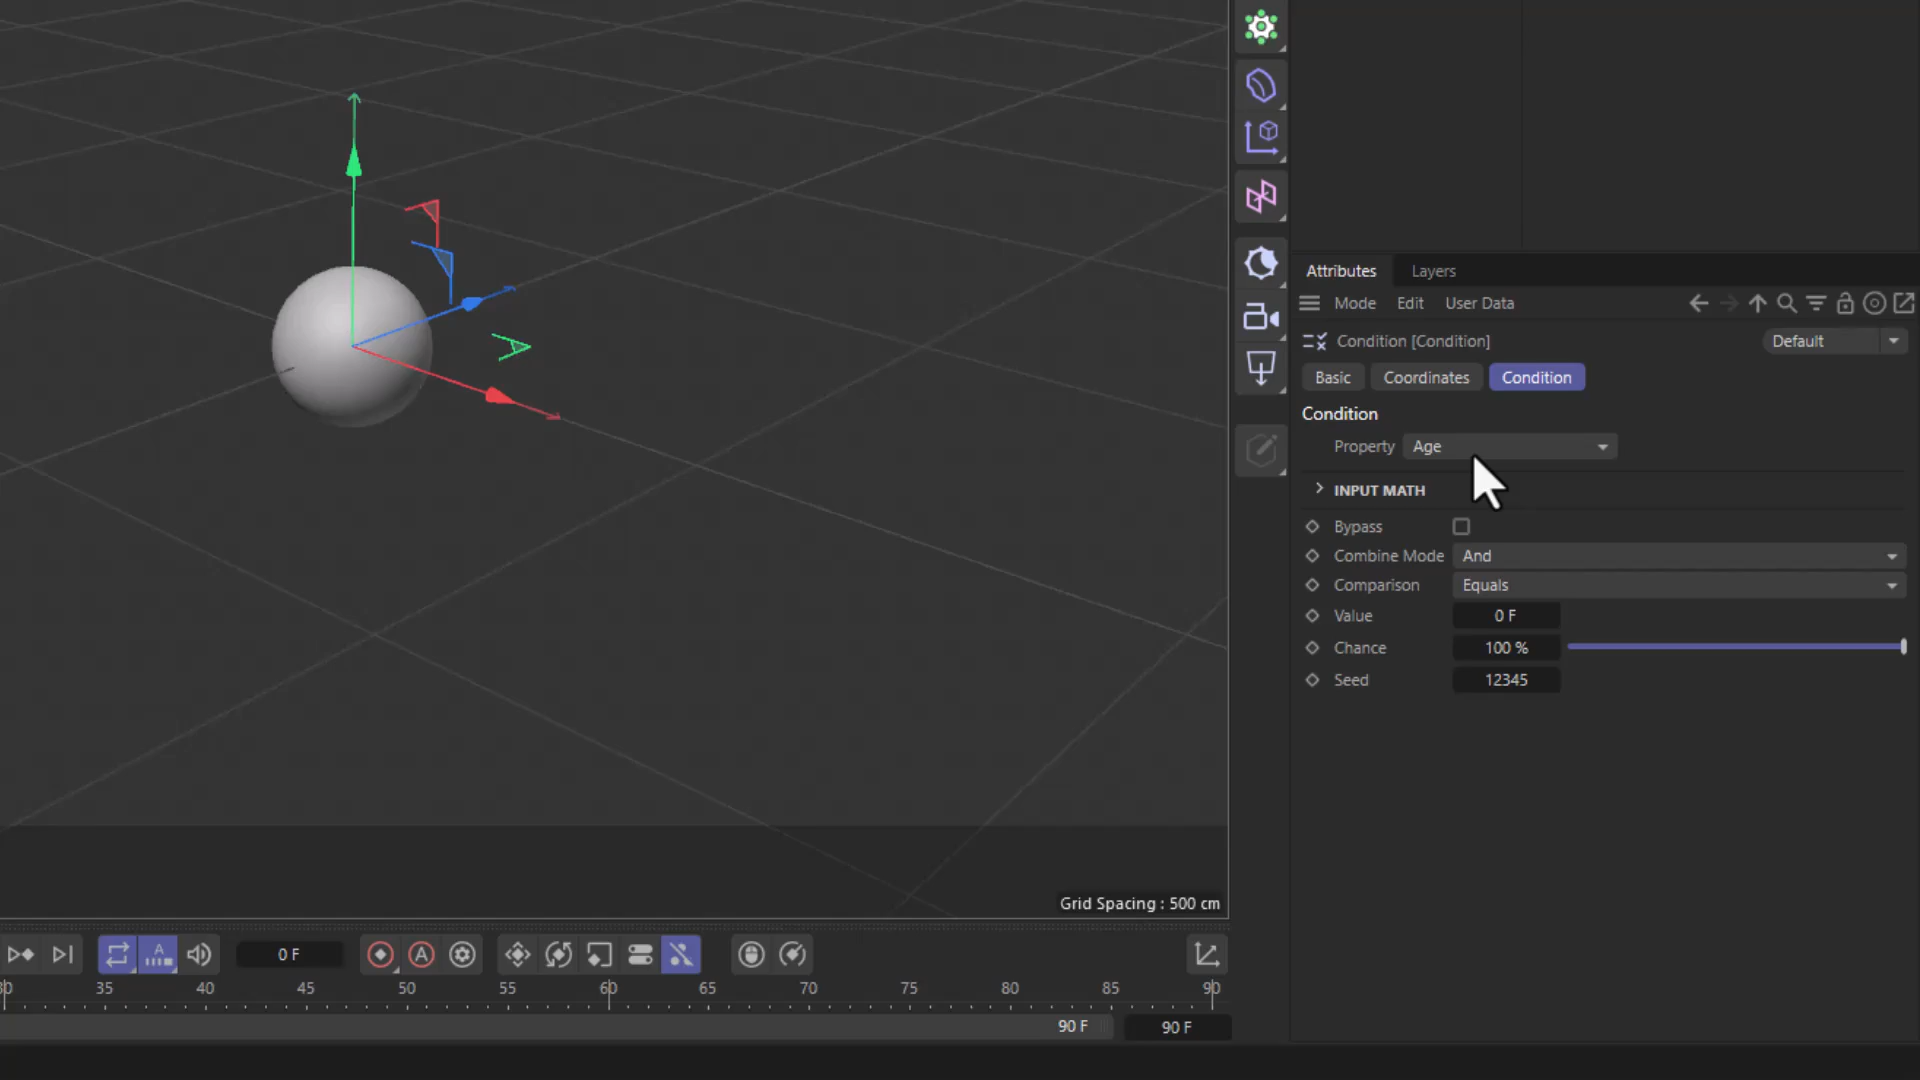 Attributes Layers
Mode Edit User Data
Condition [Condition] Default
Basic Coordinates Condition
Condition
Property Age
INPUT MATH
Bypass
Combine Mode And
Comparison Equals
Value 0 F
Chance 100 %
Seed 12345
Grid Spacing : 500 cm
A 0 F A
35 40 45 50 55 60 65 70 75 80 85 90
90 F 90 F